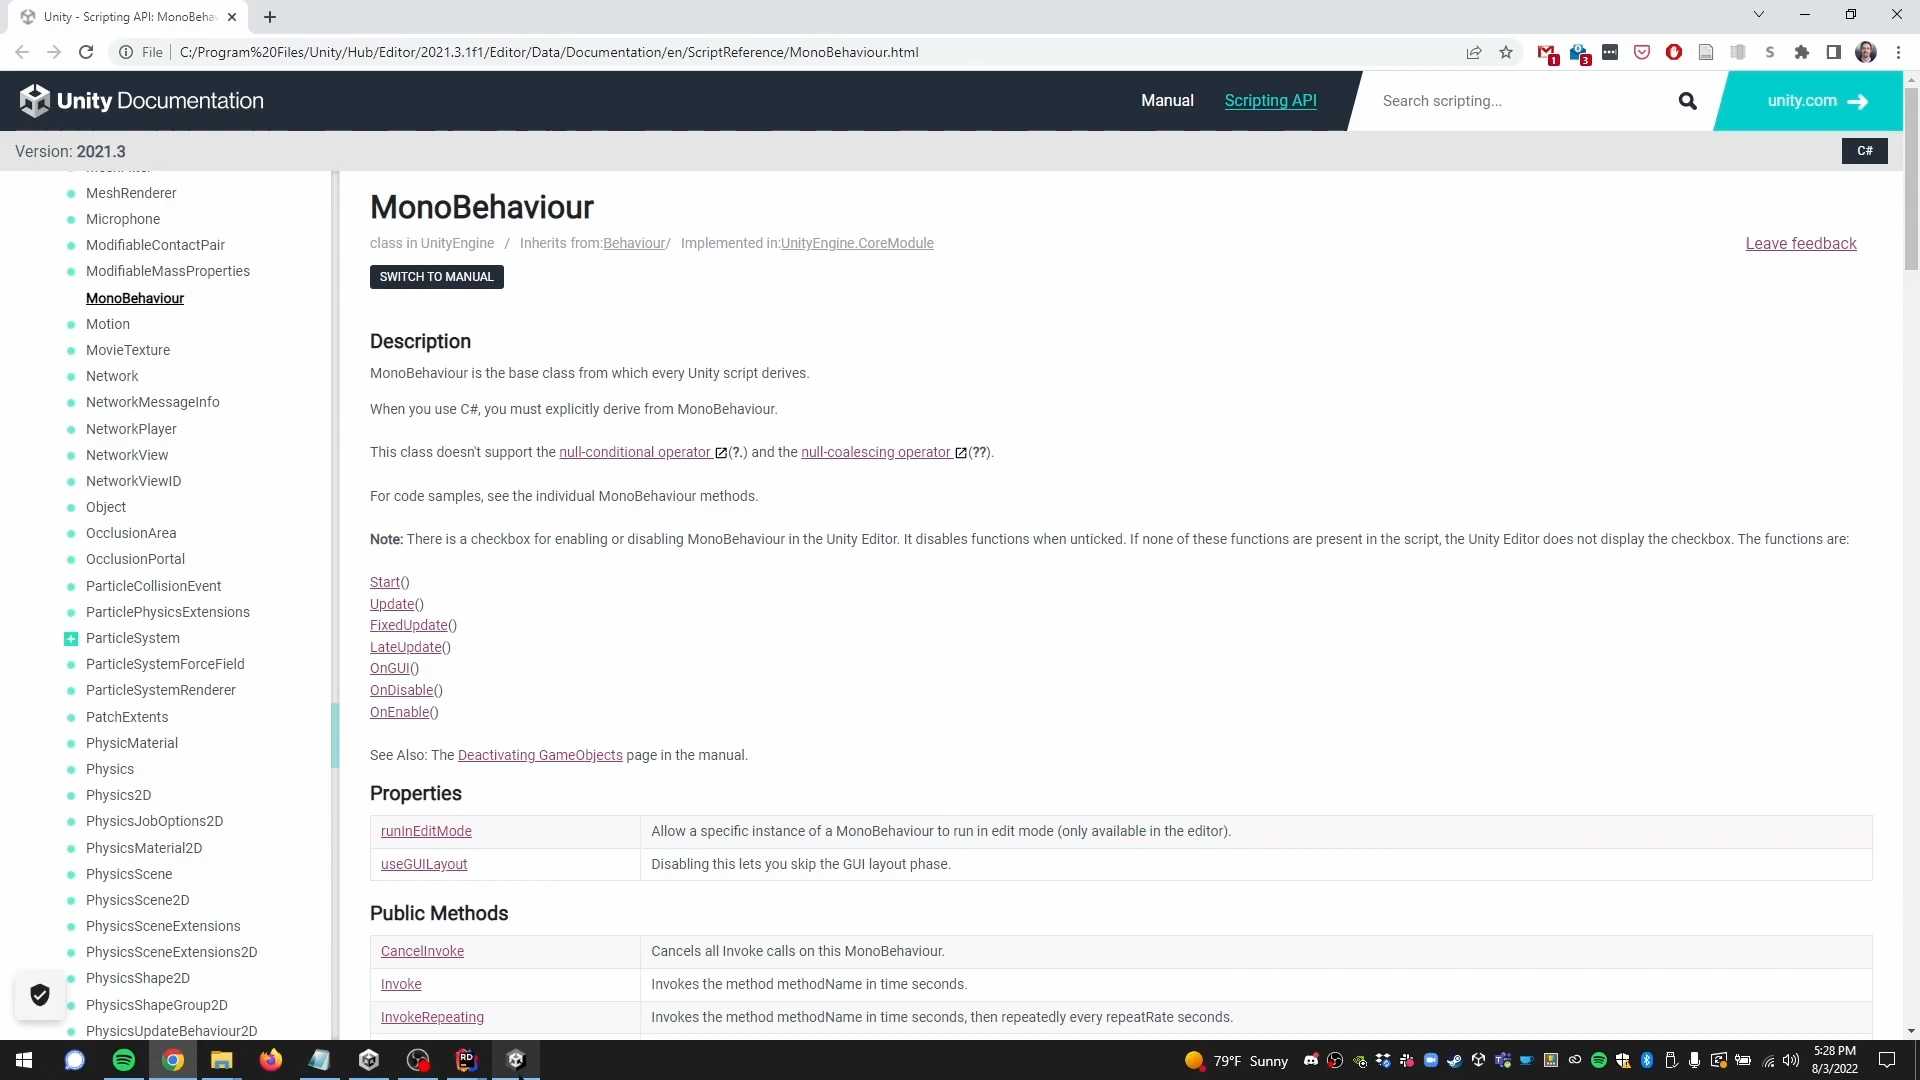 Unity - Scripting API: MonoBeha
File
C:/Program%20Files/Unity/Hub/Editor/2021.3.1f1/Editor/Data/Documentation/en/ScriptReference/MonoBehaviour.html
1
3
S
Unity Documentation
Manual
Scripting API
Search scripting...
unity.com
Version: 2021.3
C#
MeshRenderer
Microphone
ModifiableContactPair
ModifiableMassProperties
MonoBehaviour
Motion
MovieTexture
Network
NetworkMessageInfo
NetworkPlayer
NetworkView
NetworkViewID
Object
OcclusionArea
OcclusionPortal
ParticleCollisionEvent
ParticlePhysicsExtensions
ParticleSystem
ParticleSystemForceField
ParticleSystemRenderer
PatchExtents
PhysicMaterial
Physics
Physics2D
PhysicsJobOptions2D
PhysicsMaterial2D
PhysicsScene
PhysicsScene2D
PhysicsSceneExtensions
PhysicsSceneExtensions2D
PhysicsShape2D
PhysicsShapeGroup2D
PhysicsUpdateBehaviour2D
MonoBehaviour
class in UnityEngine / Inherits from:Behaviour/ Implemented in:UnityEngine.CoreModule
Leave feedback
SWITCH TO MANUAL
Description
MonoBehaviour is the base class from which every Unity script derives.
When you use C#, you must explicitly derive from MonoBehaviour.
This class doesn't support the null-conditional operator (?.) and the null-coalescing operator (??).
For code samples, see the individual MonoBehaviour methods.
Note: There is a checkbox for enabling or disabling MonoBehaviour in the Unity Editor. It disables functions when unticked. If none of these functions are present in the script, the Unity Editor does not display the checkbox. The functions are:
Start()
Update()
FixedUpdate()
LateUpdate()
OnGUI()
OnDisable()
OnEnable()
See Also: The Deactivating GameObjects page in the manual.
Properties
runInEditMode Allow a specific instance of a MonoBehaviour to run in edit mode (only available in the editor).
useGUILayout Disabling this lets you skip the GUI layout phase.
Public Methods
CancelInvoke Cancels all Invoke calls on this MonoBehaviour.
Invoke Invokes the method methodName in time seconds.
InvokeRepeating Invokes the method methodName in time seconds, then repeatedly every repeatRate seconds.
RD
79°F Sunny
5:28 PM
8/3/2022